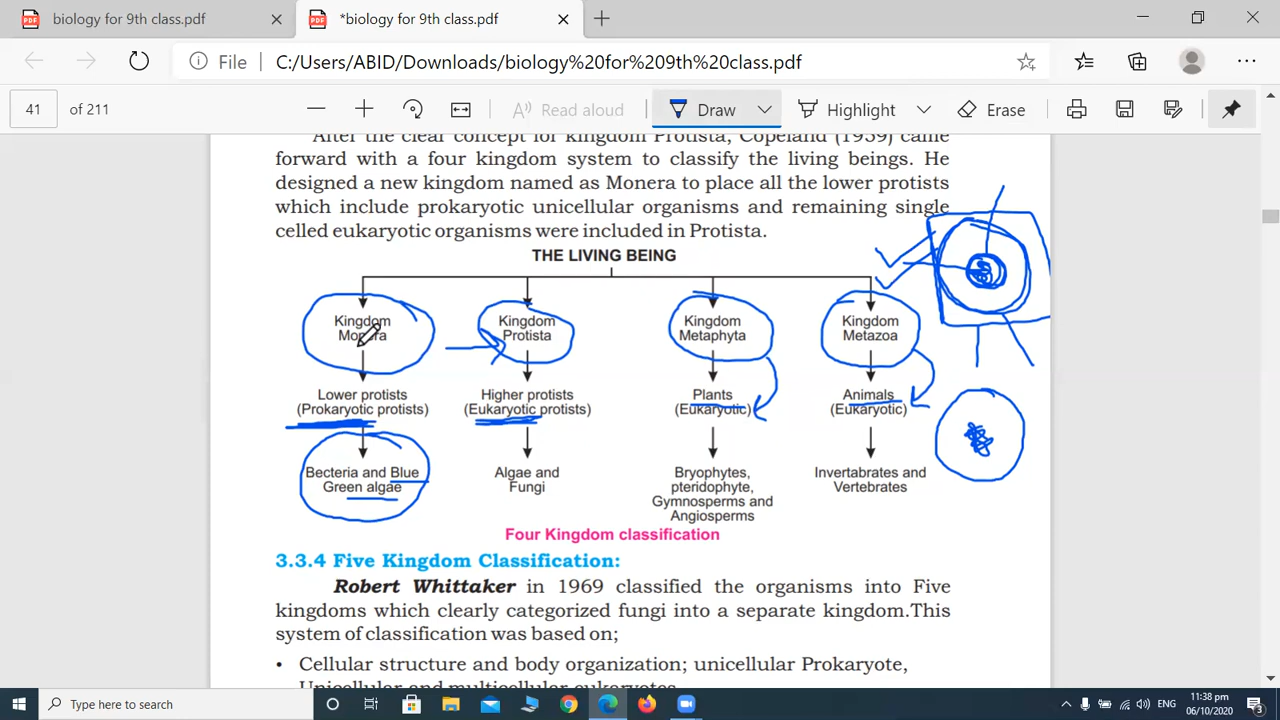 biology for 9th class.pdf
*biology for 9th class.pdf
File
C:/Users/ABID/Downloads/biology%20for%209th%20class.pdf
41 of 211
Read aloud
Draw
Highlight
Erase
After the clear concept for kingdom Protista, Copeland (1959) came
forward with a four kingdom system to classify the living beings. He
designed a new kingdom named as Monera to place all the lower protists
which include prokaryotic unicellular organisms and remaining single
celled eukaryotic organisms were included in Protista.
THE LIVING BEING
Kingdom Monera
Kingdom Protista
Kingdom Metaphyta
Kingdom Metazoa
Lower protists
(Prokaryotic protists)
Higher protists
(Eukaryotic protists)
Plants
(Eukaryotic)
Animals
(Eukaryotic)
Becteria and Blue
Green algae
Algae and
Fungi
Bryophytes,
pteridophyte,
Gymnosperms and
Angiosperms
Invertabrates and
Vertebrates
Four Kingdom classification
3.3.4 Five Kingdom Classification:
Robert Whittaker in 1969 classified the organisms into Five
kingdoms which clearly categorized fungi into a separate kingdom.This
system of classification was based on;
• Cellular structure and body organization; unicellular Prokaryote,
Unicellular and multicellular eukaryotes
Type here to search
ENG
11:38 pm
06/10/2020
3